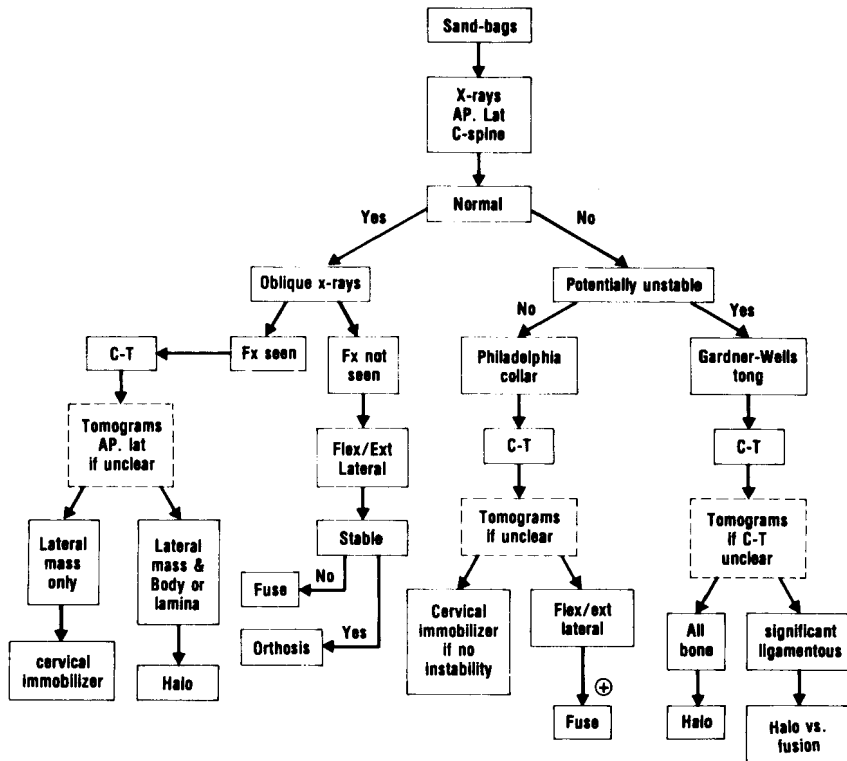 Sand-bags
X-rays
AP. Lat
C-spine
Normal
Yes
No
Oblique x-rays
Potentially unstable
No
Yes
C-T
Fx seen
Fx not
seen
Philadelphia
collar
Gardner-Wells
tong
Tomograms
AP. lat
if unclear
Flex/Ext
Lateral
C-T
C-T
Tomograms
if unclear
Tomograms
if C-T
unclear
Lateral
mass
only
Lateral
mass &
Body or
lamina
Stable
No
Fuse
Yes
Orthosis
Cervical
immobilizer
if no
instability
Flex/ext
lateral
All
bone
significant
ligamentous
cervical
immobilizer
Halo
+
Fuse
Halo
Halo vs.
fusion